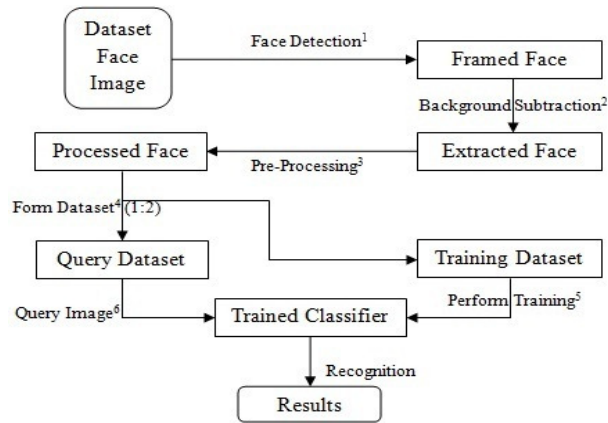 Dataset
Face
Image
Face Detection¹
Framed Face
Background Subtraction²
Extracted Face
Pre-Processing³
Processed Face
Form Dataset⁴ (1:2)
Query Dataset
Training Dataset
Query Image⁶
Perform Training⁵
Trained Classifier
Recognition
Results